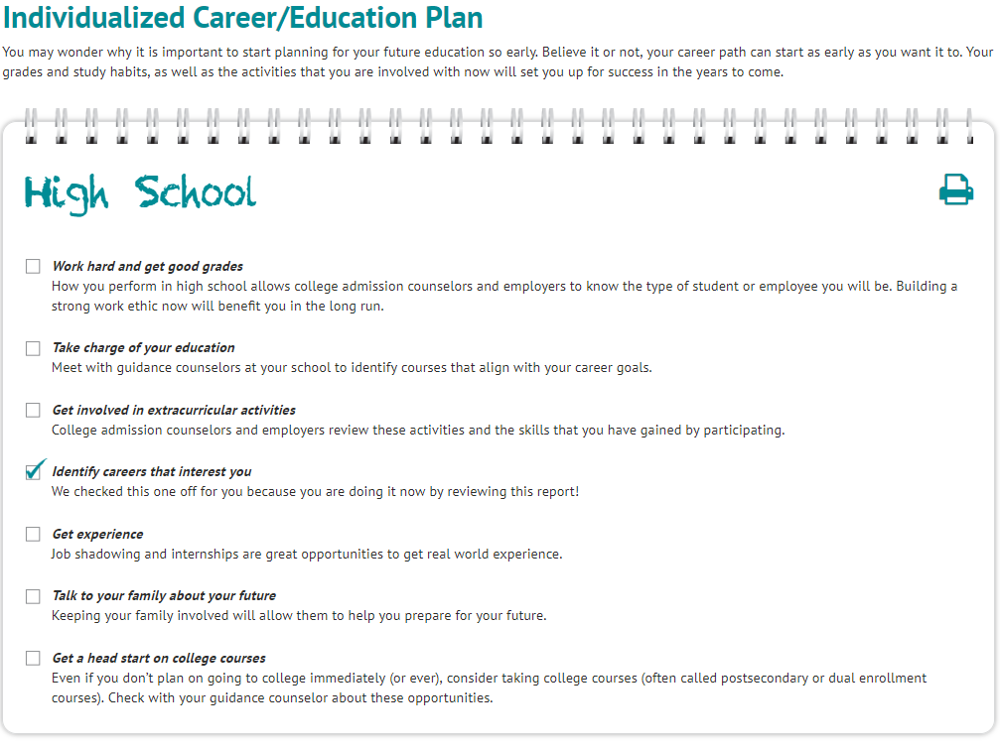 Individualized Career/Education Plan
You may wonder why it is important to start planning for your future education so early. Believe it or not, your career path can start as early as you want it to. Your
grades and study habits, as well as the activities that you are involved with now will set you up for success in the years to come.
High School
Work hard and get good grades
How you perform in high school allows college admission counselors and employers to know the type of student or employee you will be. Building a
strong work ethic now will benefit you in the long run.
Take charge of your education
Meet with guidance counselors at your school to identify courses that align with your career goals.
Get involved in extracurricular activities
College admission counselors and employers review these activities and the skills that you have gained by participating.
Identify careers that interest you
We checked this one off for you because you are doing it now by reviewing this report!
Get experience
Job shadowing and internships are great opportunities to get real world experience.
Talk to your family about your future
Keeping your family involved will allow them to help you prepare for your future.
Get a head start on college courses
Even if you don't plan on going to college immediately (or ever), consider taking college courses (often called postsecondary or dual enrollment
courses). Check with your guidance counselor about these opportunities.